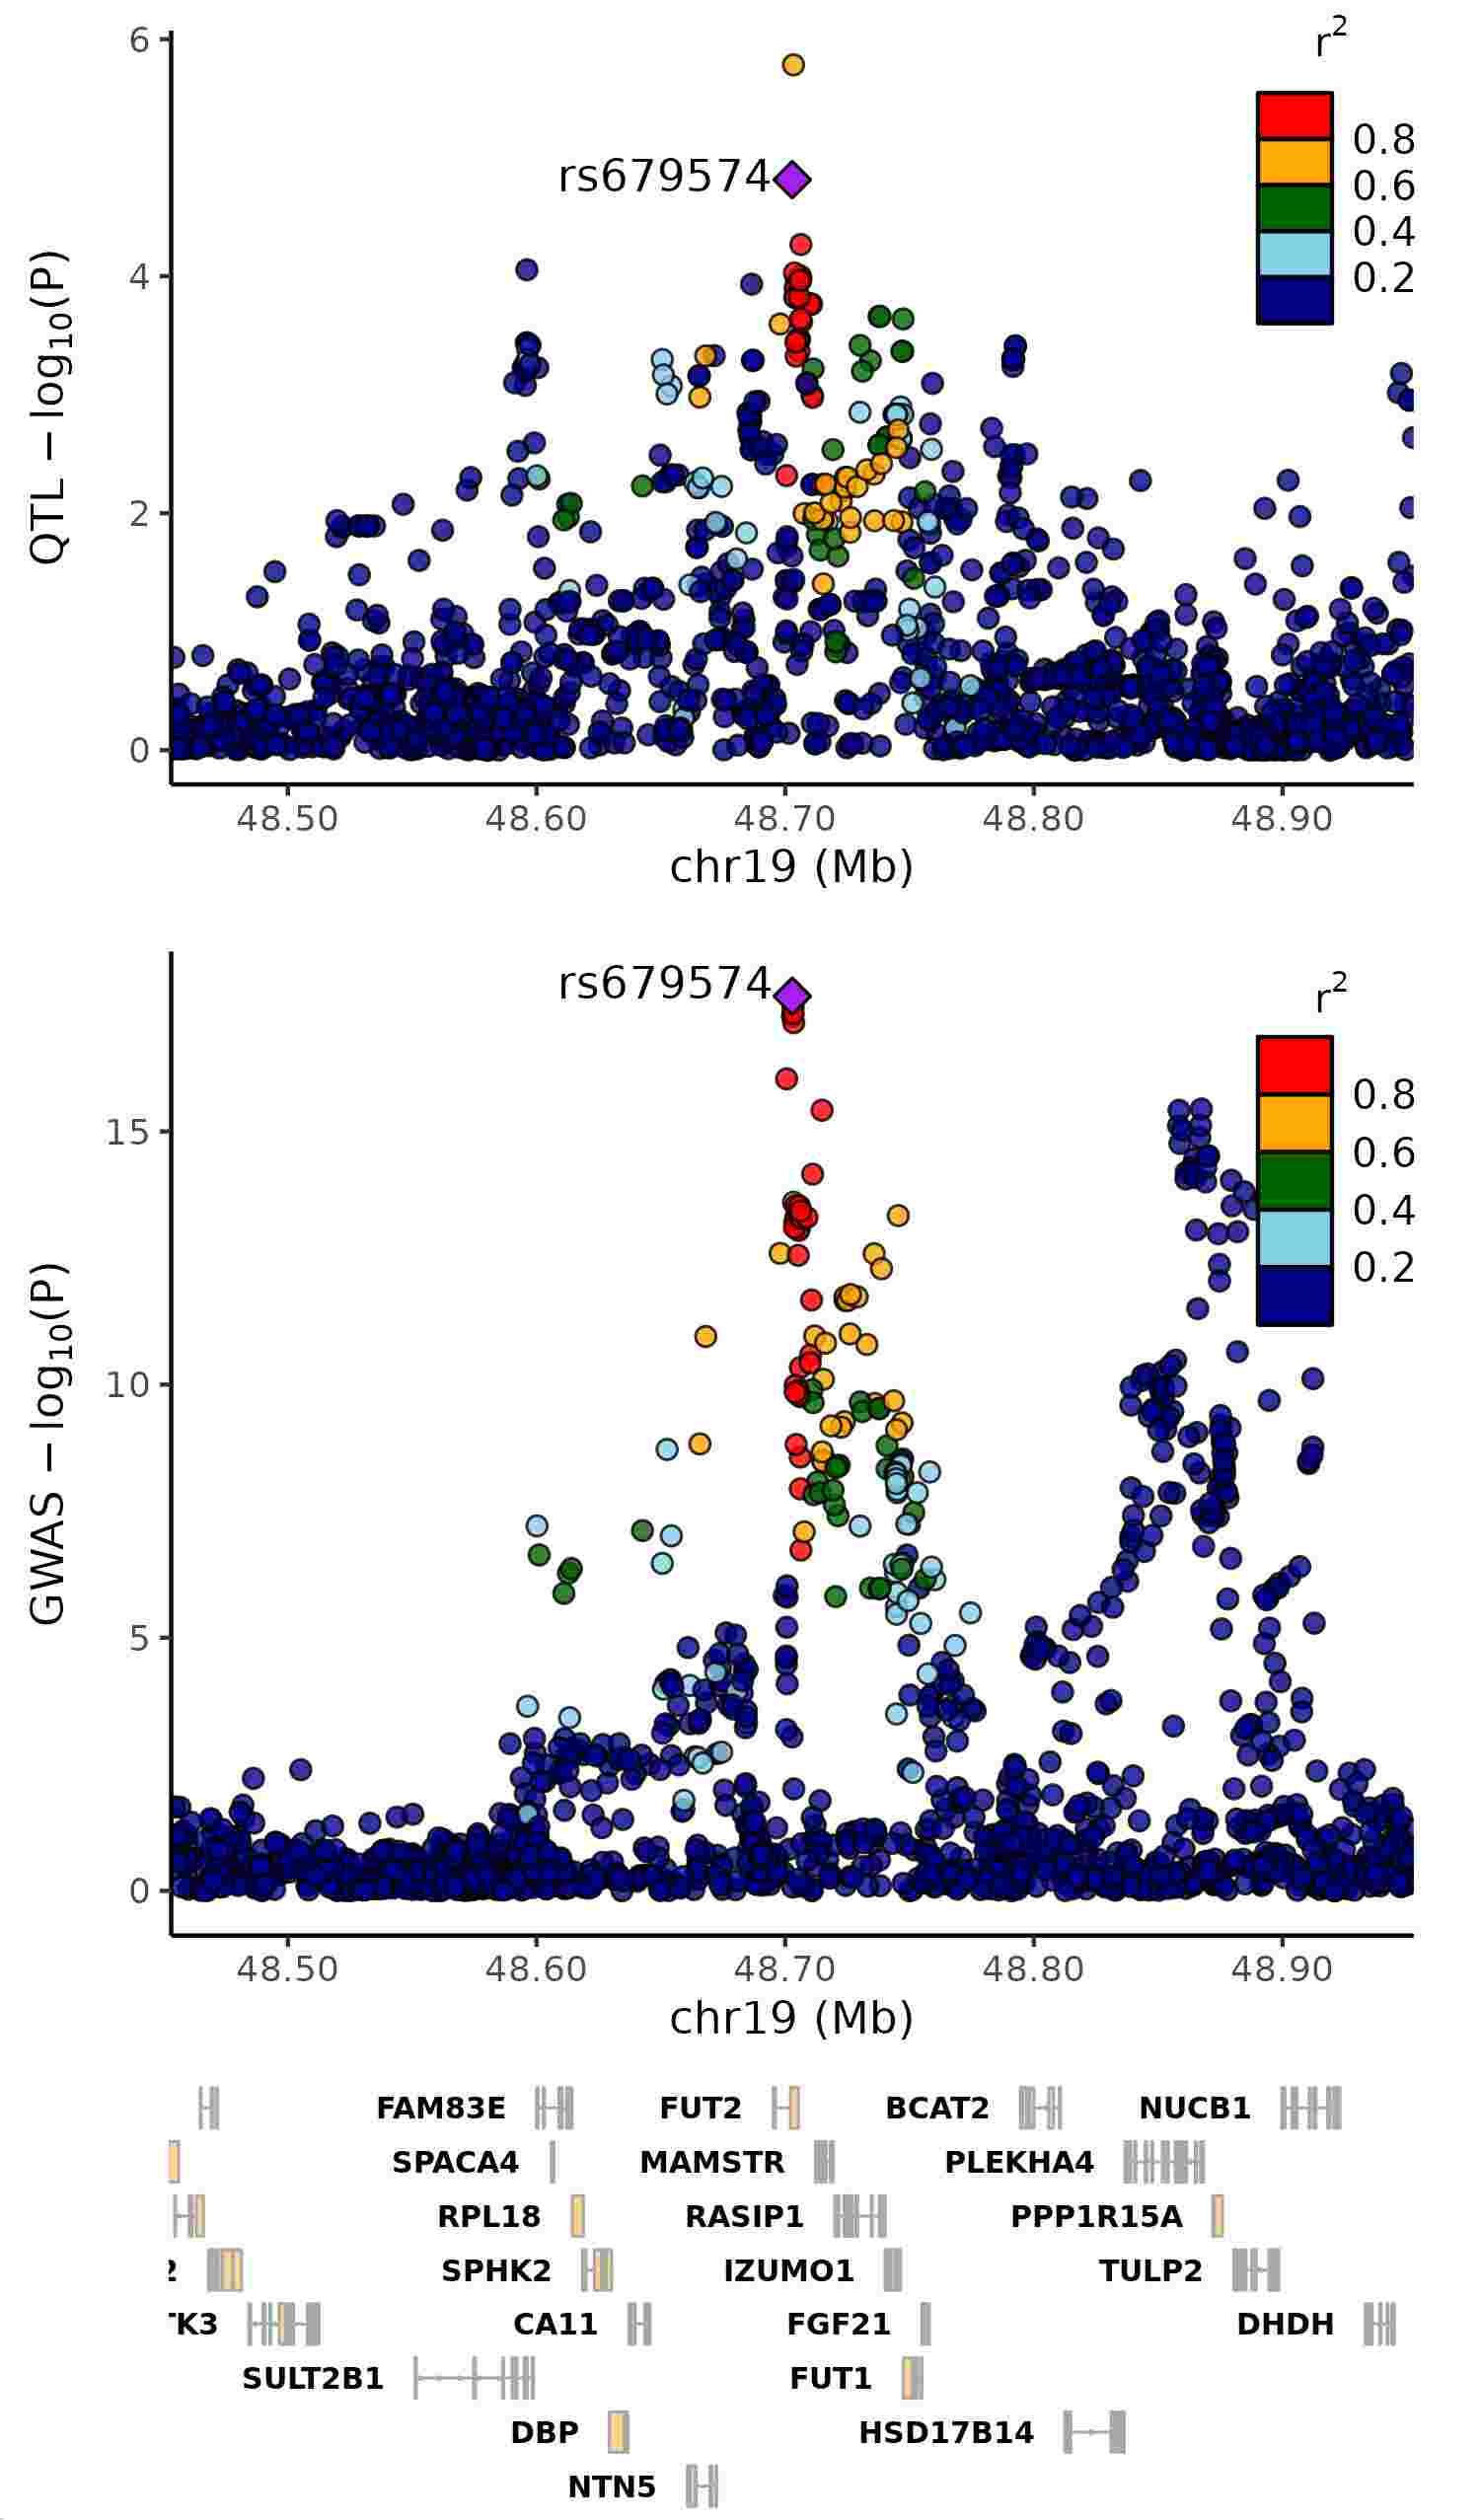 r2
6
0.8
rs679574
0.6
0.4
4
0.2
QTL −log10(P)
2
0
48.50 48.60 48.70 48.80 48.90
chr19 (Mb)
rs679574
r2
15
0.8
0.6
0.4
0.2
10
GWAS −log10(P)
5
0
48.50 48.60 48.70 48.80 48.90
chr19 (Mb)
FAM83E FUT2 BCAT2 NUCB1
SPACA4 MAMSTR PLEKHA4
RPL18 RASIP1 PPP1R15A
2 SPHK2 IZUMO1 TULP2
TK3 CA11 FGF21 DHDH
SULT2B1 FUT1
DBP HSD17B14
NTN5